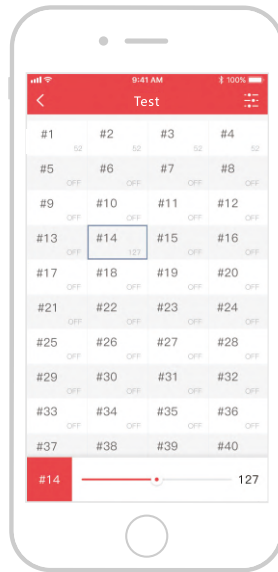 9:41 AM 100%
Test
#1 #2 #3 #4
52 52 52 52
#5 #6 #7 #8
OFF OFF OFF OFF
#9 #10 #11 #12
OFF OFF OFF OFF
#13 #14 #15 #16
OFF 127 OFF OFF
#17 #18 #19 #20
OFF OFF OFF OFF
#21 #22 #23 #24
OFF OFF OFF OFF
#25 #26 #27 #28
OFF OFF OFF OFF
#29 #30 #31 #32
OFF OFF OFF OFF
#33 #34 #35 #36
OFF OFF OFF OFF
#37 #38 #39 #40
#14 127